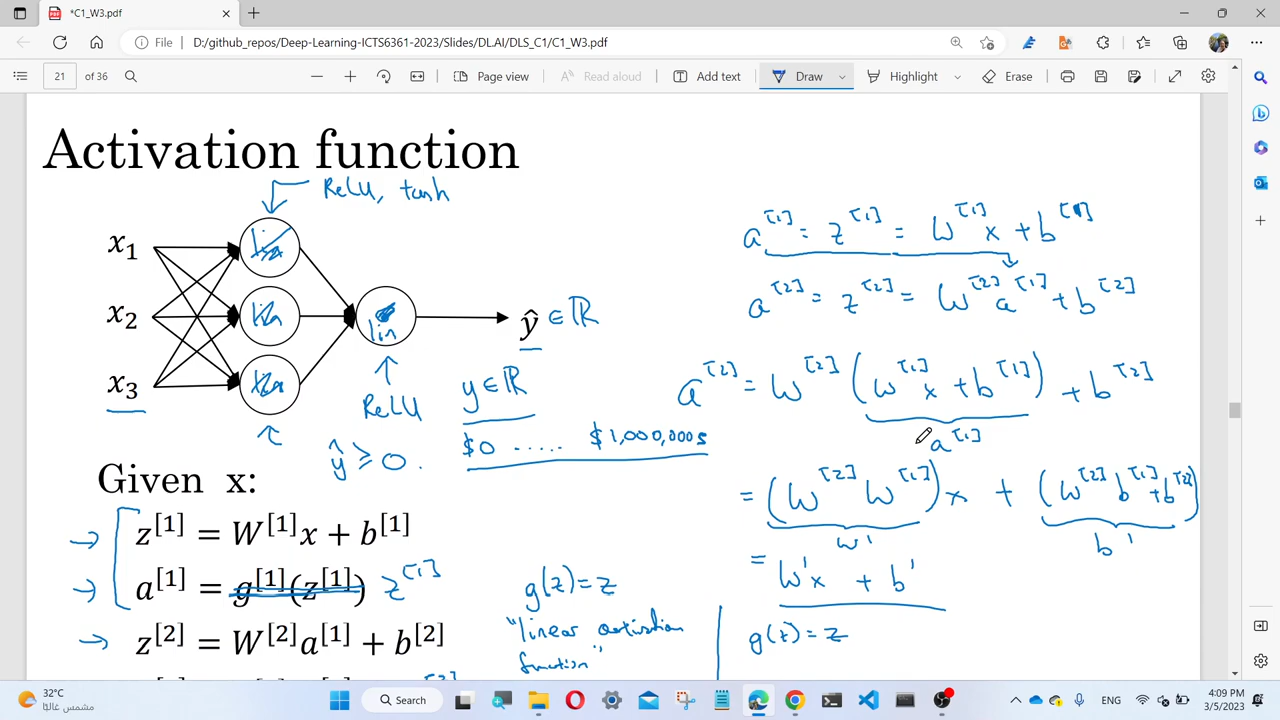 *C1_W3.pdf
File D:/github_repos/Deep-Learning-ICTS6361-2023/Slides/DL.AI/DLS_C1/C1_W3.pdf
21 of 36 Page view Read aloud Add text Draw Highlight Erase
Activation function
ReLU, tanh
x₁
x₂
x₃
lin
ŷ ∈ ℝ
ReLU
ŷ ≥ 0.
y ∈ ℝ
$0 ..... $1,000,000s
a^[1] = z^[1] = W^[1] x + b^[1]
a^[2] = z^[2] = W^[2] a^[1] + b^[2]
a^[2] = W^[2] (W^[1] x + b^[1]) + b^[2]
a^[1]
= (W^[2] W^[1]) x + (W^[2] b^[1] + b^[2])
W' b'
= W'x + b'
g(z) = z
Given x:
z^[1] = W^[1]x + b^[1]
a^[1] = g^[1](z^[1]) z^[1]
z^[2] = W^[2]a^[1] + b^[2]
g(z) = z
"linear activation
function"
32°C
مشمس غالبًا
Search
ENG
4:09 PM
3/5/2023